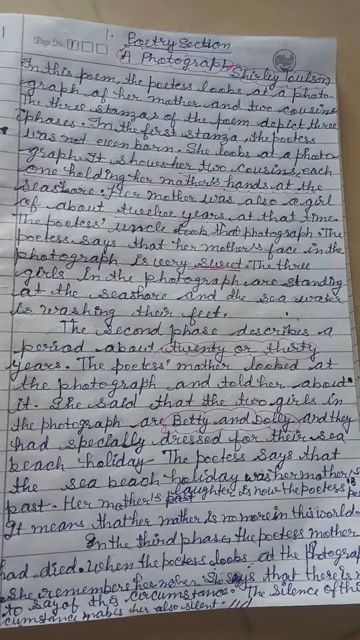 Page No.
1. Poetry Section
A Photograph Shirley Toulson
In this poem, the poetess looks at a photo-
graph of her mother and two cousins
The three stanzas of the poem depict three
phases. In the first stanza, the poetess
was not even born. She looks at a photo
graph. It shows her two cousins, each
one holding her mother's hands at the
seashore. Her mother was also a girl
of about twelve years at that time.
The poetess' uncle took that photograph. The
poetess says that her mother's face in the
photograph is very sweet. The three
girls in the photograph are standing
at the seashore and the sea water
is washing their feet.
The second phase describes a
period about twenty or thirty
years. The poetess' mother looked at
the photograph and told her about
it. She said that the two girls in
the photograph are Betty and Dolly and they
had specially dressed for their sea
beach holiday. The poetess says that
the sea beach holiday was her mother's
past. Her mother's laughter is now the poetess's
past
It means that her mother is no more in this world.
In the third phase, the poetess mother
had died. When the poetess looks at the photogra
She remembers her mother. She says that there is
to say of this circumstance. The silence of the
cumstance makes her also silent.